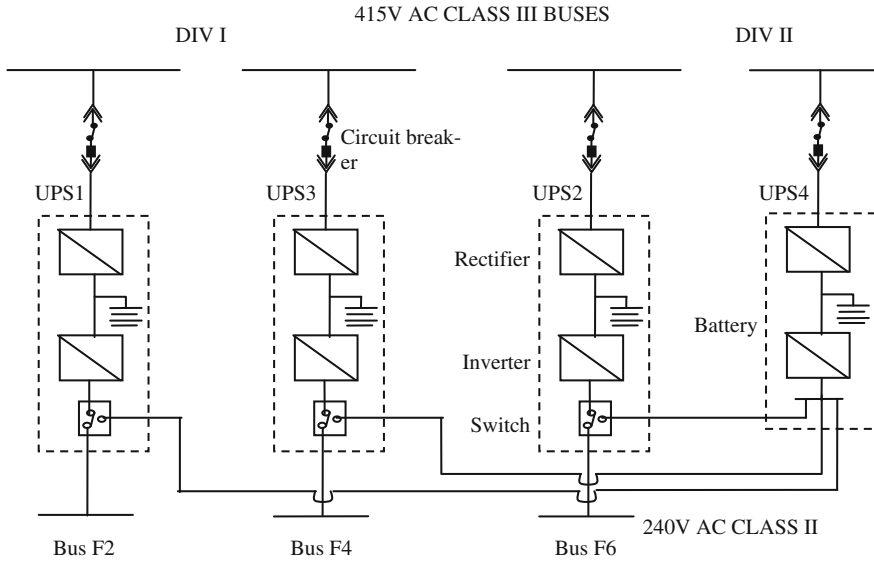 415V AC CLASS III BUSES
DIV I
DIV II
Circuit break-
er
UPS1
UPS3
UPS2
UPS4
Rectifier
Battery
Inverter
Switch
240V AC CLASS II
Bus F2
Bus F4
Bus F6